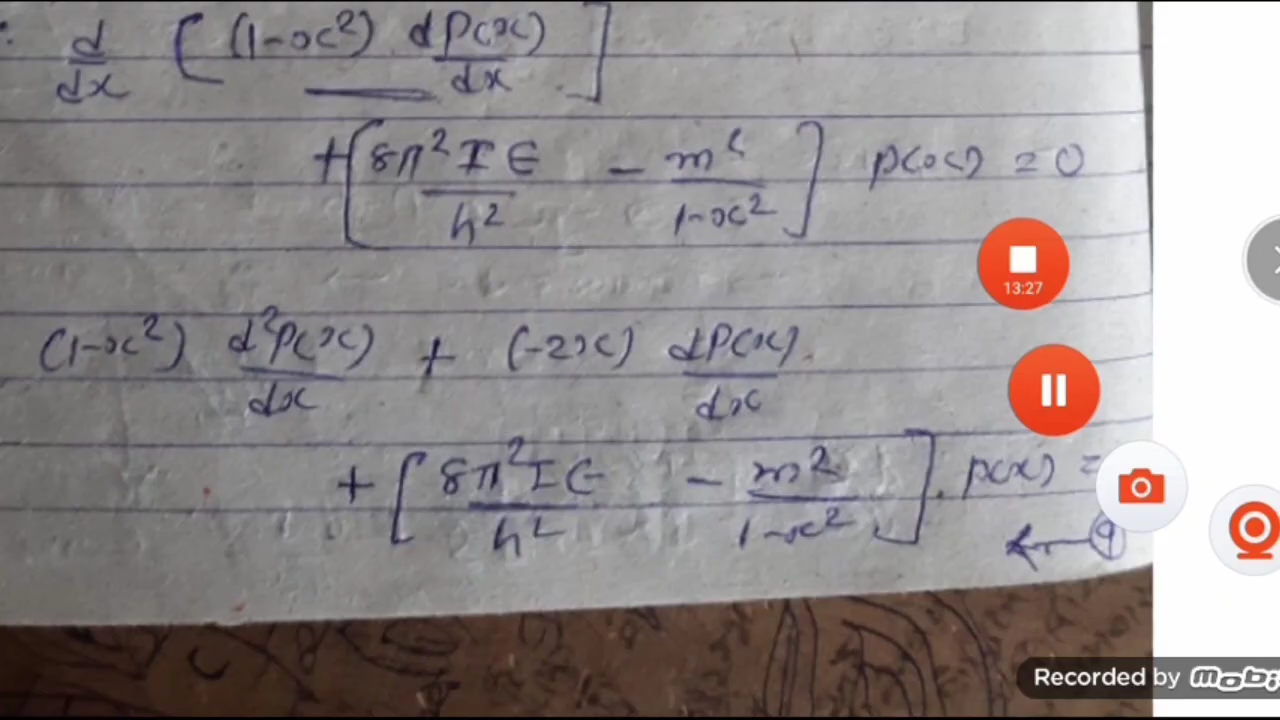 d/dx [(1-x²) dP(x)/dx]
+[8π²IE/h² - m²/1-x²] P(x) = 0
13:27
(1-x²) d²P(x)/dx + (-2x) dP(x)/dx.
+[8π²IE/h² - m²/1-x²]. P(x) =
←(9)
Recorded by Mobi